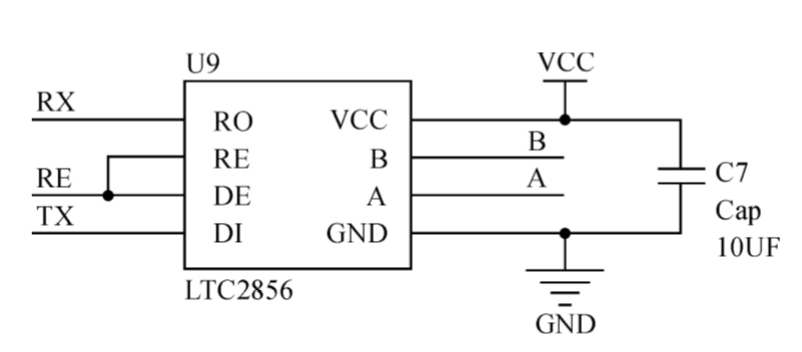 U9
VCC
RX
RO
VCC
B
RE
RE
B
A
C7
DE
A
Cap
TX
DI
GND
10UF
LTC2856
GND